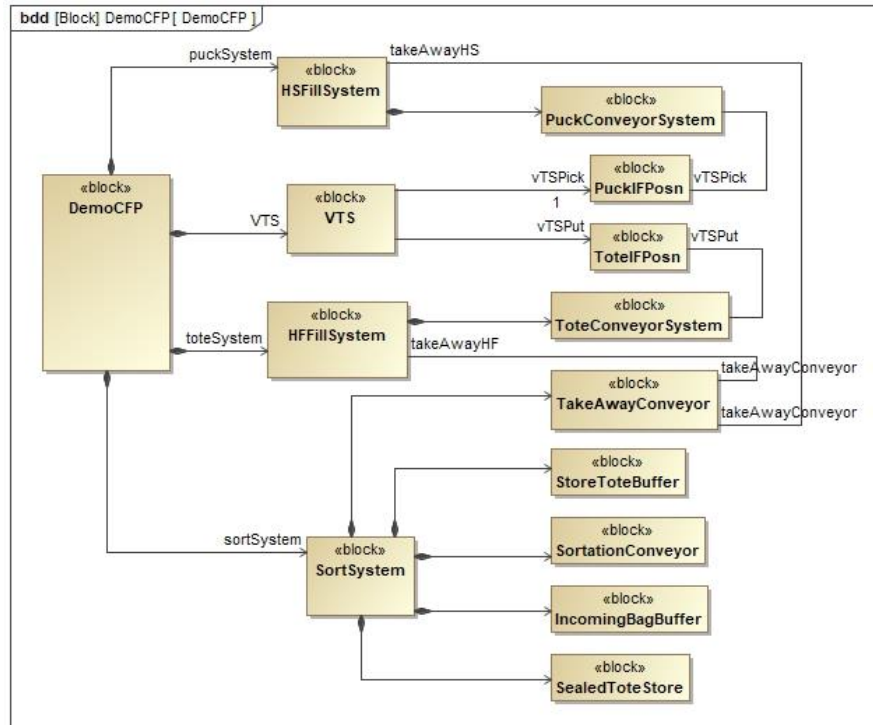 bdd [Block] DemoCFP [ DemoCFP ]
puckSystem
«block»
HSFillSystem
takeAwayHS
«block»
PuckConveyorSystem
«block»
DemoCFP
VTS
«block»
VTS
vTSPick
1
«block»
PuckIFPosn
vTSPick
vTSPut
«block»
ToteIFPosn
vTSPut
toteSystem
«block»
HFFillSystem
«block»
ToteConveyorSystem
takeAwayHF
takeAwayConveyor
«block»
TakeAwayConveyor
takeAwayConveyor
«block»
StoreToteBuffer
sortSystem
«block»
SortSystem
«block»
SortationConveyor
«block»
IncomingBagBuffer
«block»
SealedToteStore